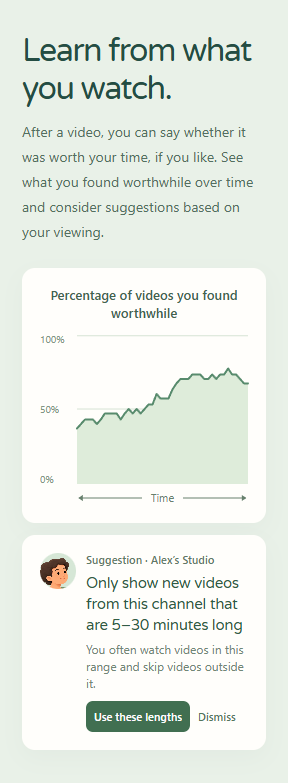 Learn from what
you watch.
After a video, you can say whether it
was worth your time, if you like. See
what you found worthwhile over time
and consider suggestions based on
your viewing.
Percentage of videos you found
worthwhile
100%
50%
0%
Time
Suggestion · Alex's Studio
Only show new videos
from this channel that
are 5–30 minutes long
You often watch videos in this
range and skip videos outside
it.
Use these lengths
Dismiss